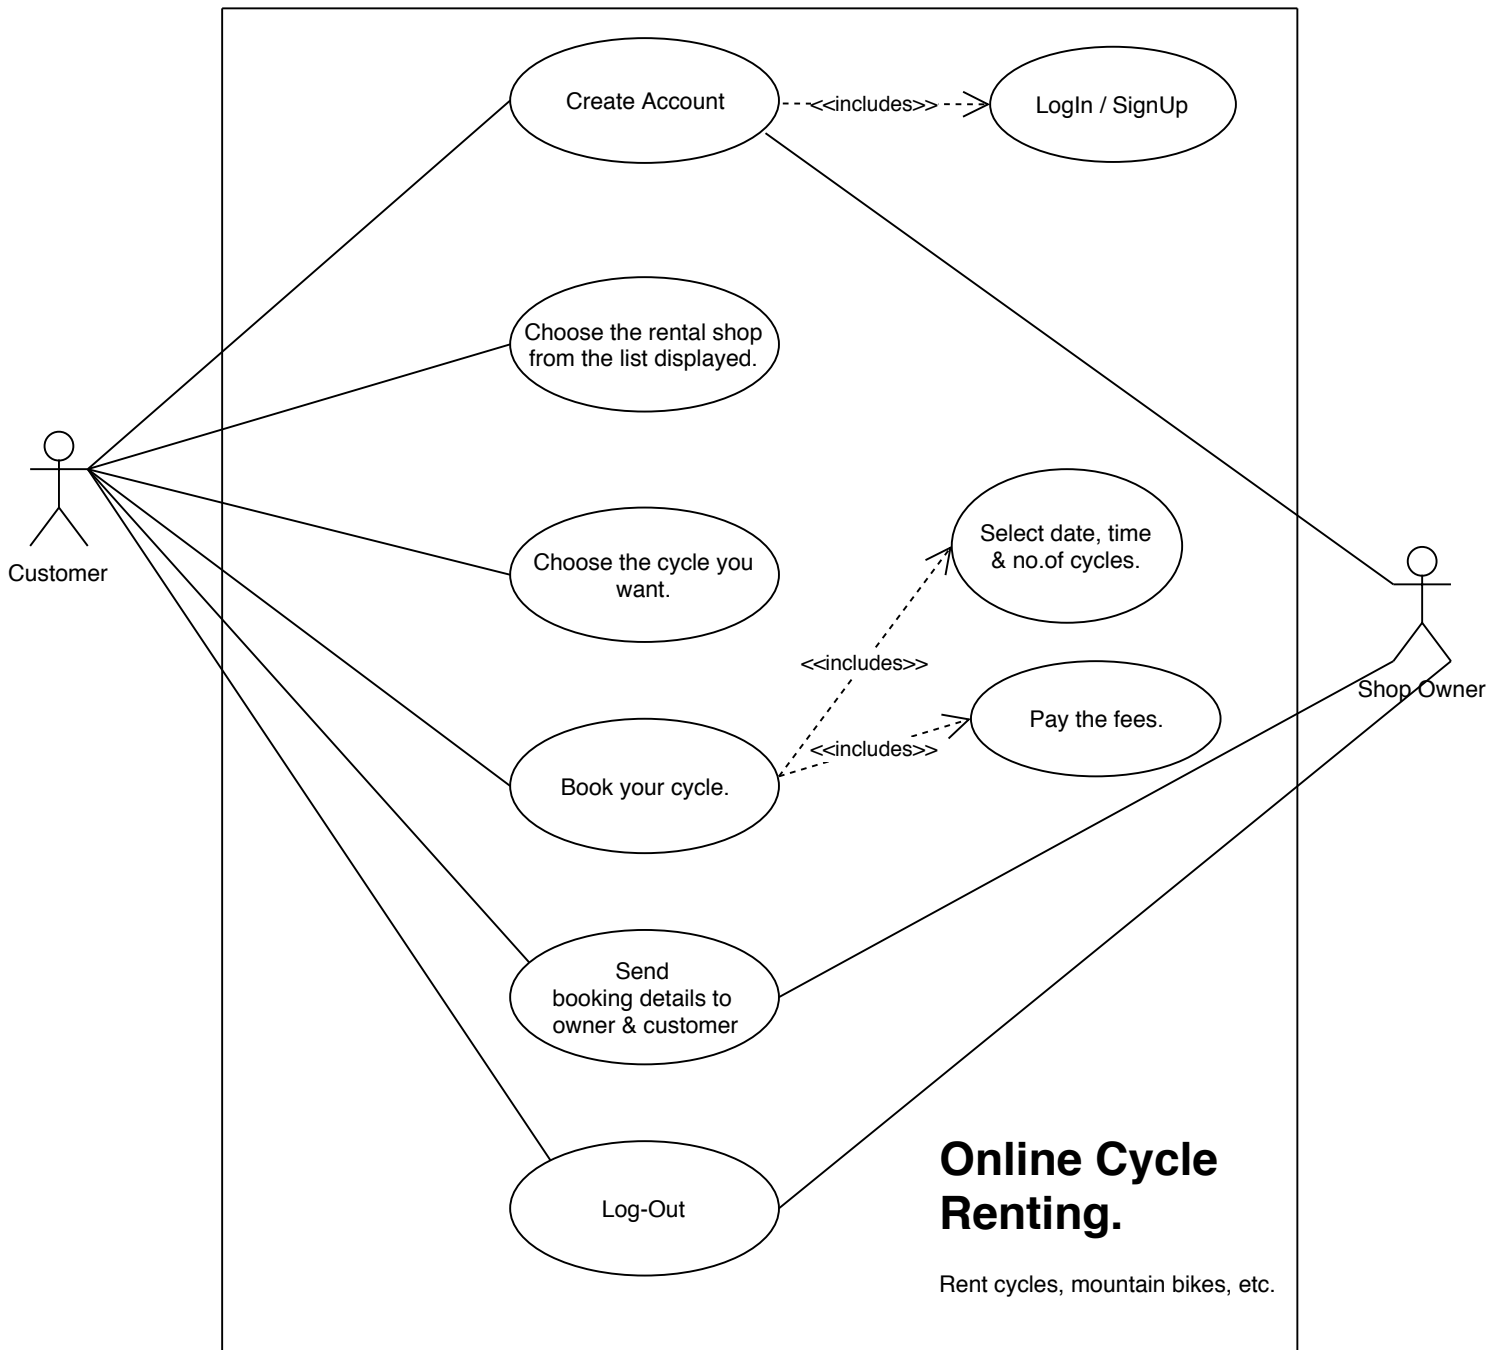 Create Account
<<includes>>
LogIn / SignUp
Choose the rental shop
from the list displayed.
Customer
Choose the cycle you
want.
Select date, time
& no.of cycles.
<<includes>>
Shop Owner
Pay the fees.
<<includes>>
Book your cycle.
Send
booking details to
owner & customer
Log-Out
Online Cycle
Renting.
Rent cycles, mountain bikes, etc.